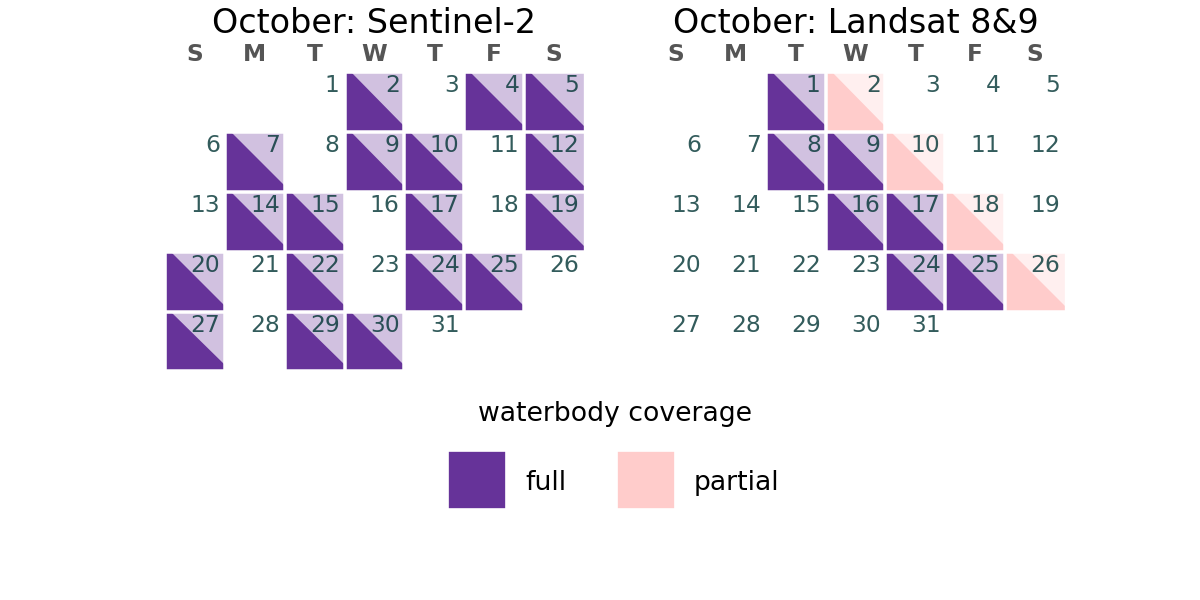 October: Sentinel-2
S M T W T F S
1 2 3 4 5
6 7 8 9 10 11 12
13 14 15 16 17 18 19
20 21 22 23 24 25 26
27 28 29 30 31
October: Landsat 8&9
S M T W T F S
1 2 3 4 5
6 7 8 9 10 11 12
13 14 15 16 17 18 19
20 21 22 23 24 25 26
27 28 29 30 31
waterbody coverage
full partial